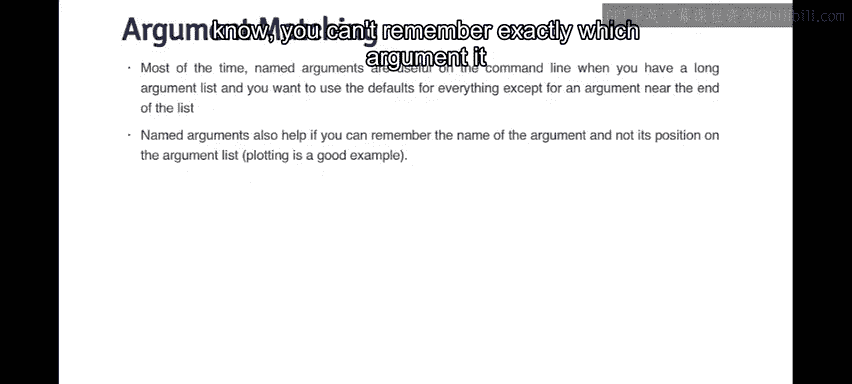 Argument Matching
know, you can't remember exactly which
argument it
· Most of the time, named arguments are useful on the command line when you have a long
argument list and you want to use the defaults for everything except for an argument near the end
of the list
· Named arguments also help if you can remember the name of the argument and not its position on
the argument list (plotting is a good example).